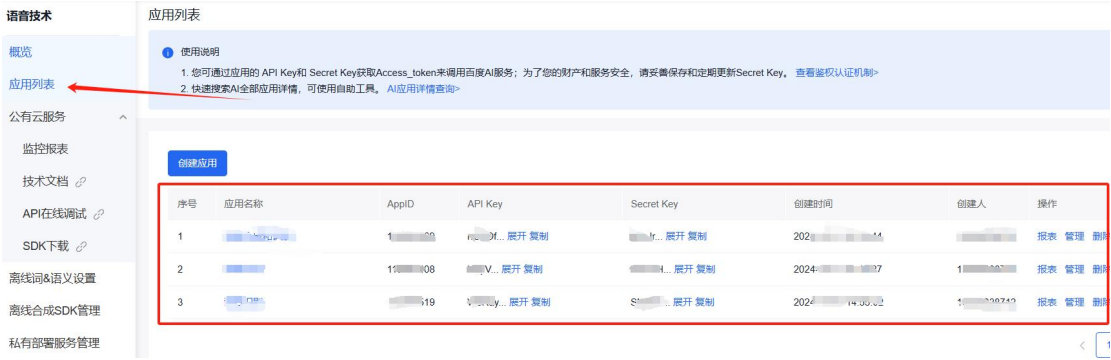 语音技术
应用列表
概览
应用列表
公有云服务
监控报表
技术文档
API在线调试
SDK下载
离线词&语义设置
离线合成SDK管理
私有部署服务管理
使用说明
1. 您可通过应用的 API Key和 Secret Key获取Access_token来调用百度AI服务；为了您的财产和服务安全，请妥善保存和定期更新Secret Key。 查看鉴权认证机制>
2. 快速搜索AI全部应用详情，可使用自助工具。 AI应用详情查询>
创建应用
序号 应用名称 AppID API Key Secret Key 创建时间 创建人 操作
1 展开 复制 展开 复制 报表 管理
2 展开 复制 展开 复制 报表 管理
3 展开 复制 展开 复制 报表 管理